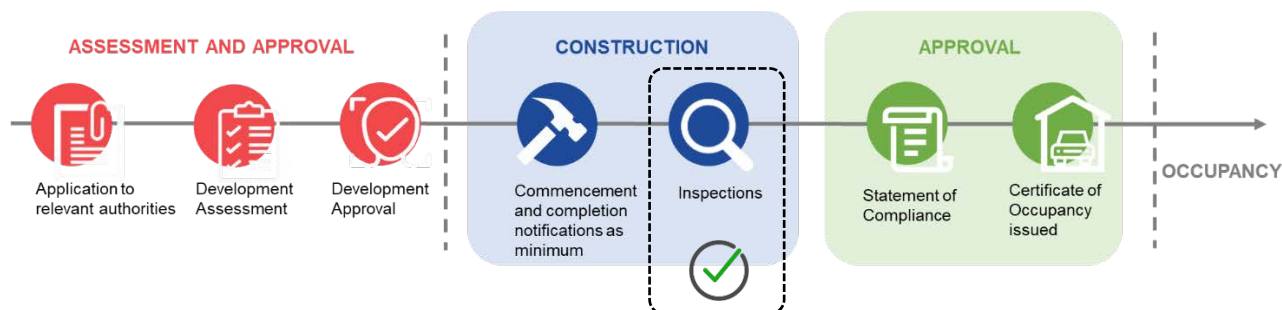 ASSESSMENT AND APPROVAL
CONSTRUCTION
APPROVAL
Application to
relevant authorities
Development
Assessment
Development
Approval
Commencement
and completion
notifications as
minimum
Inspections
Statement of
Compliance
Certificate of
Occupancy
issued
OCCUPANCY